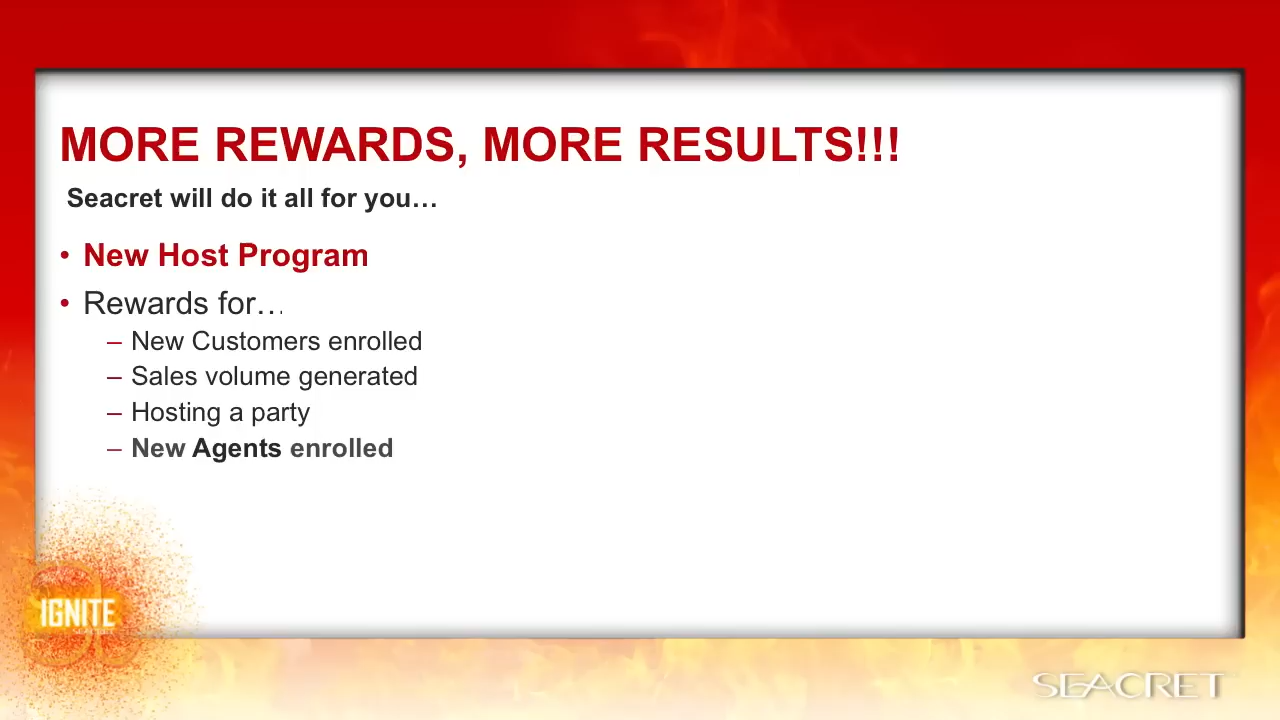 MORE REWARDS, MORE RESULTS!!!
Seacret will do it all for you…
• New Host Program
• Rewards for…
– New Customers enrolled
– Sales volume generated
– Hosting a party
– New Agents enrolled
IGNITE
SEACRET